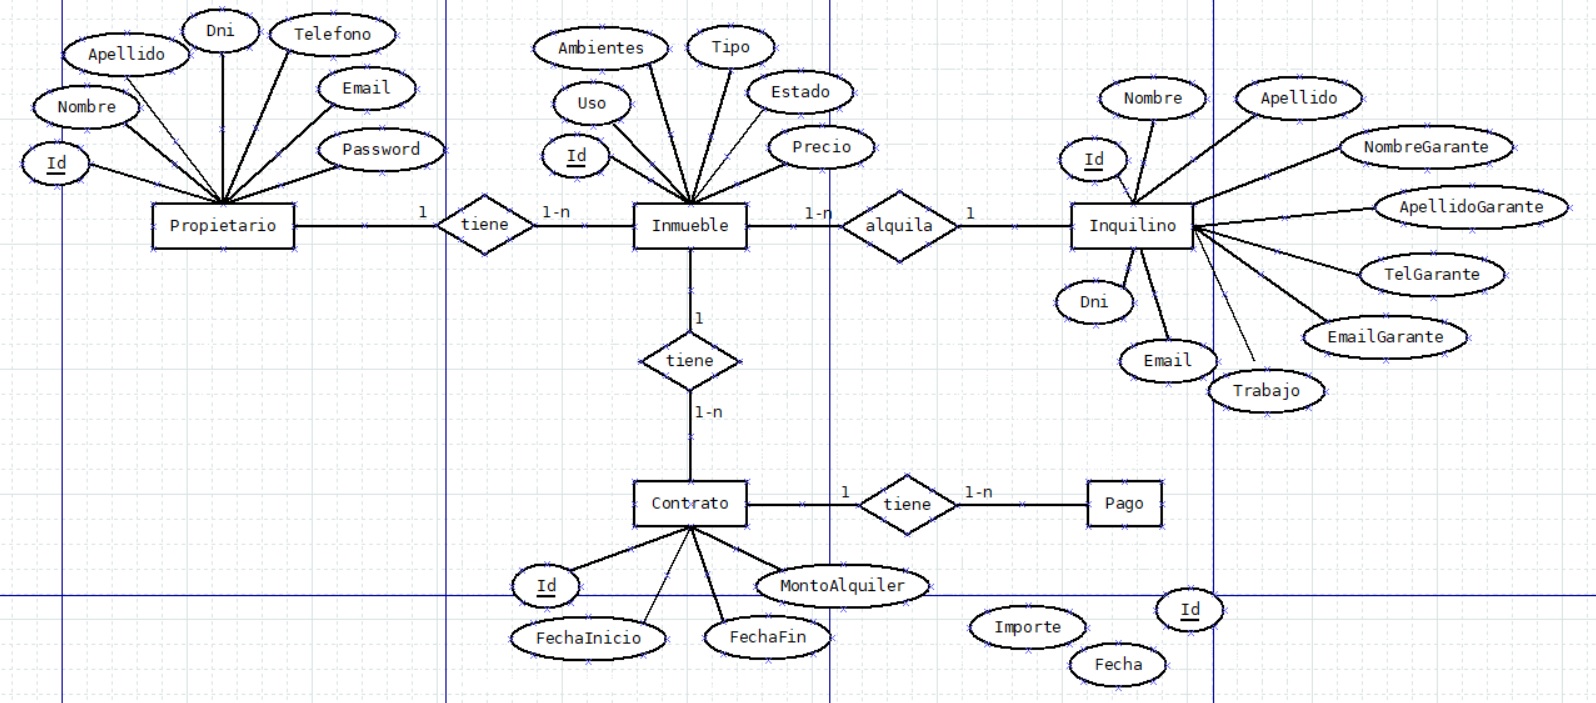 Dni
Telefono
Apellido
Email
Nombre
Password
Id
Propietario
1
tiene
1-n
Ambientes
Tipo
Uso
Estado
Id
Precio
Inmueble
1-n
alquila
1
Nombre
Apellido
Id
NombreGarante
ApellidoGarante
Inquilino
TelGarante
Dni
EmailGarante
Email
Trabajo
1
tiene
1-n
Contrato
1
tiene
1-n
Pago
Id
MontoAlquiler
FechaInicio
FechaFin
Id
Importe
Fecha